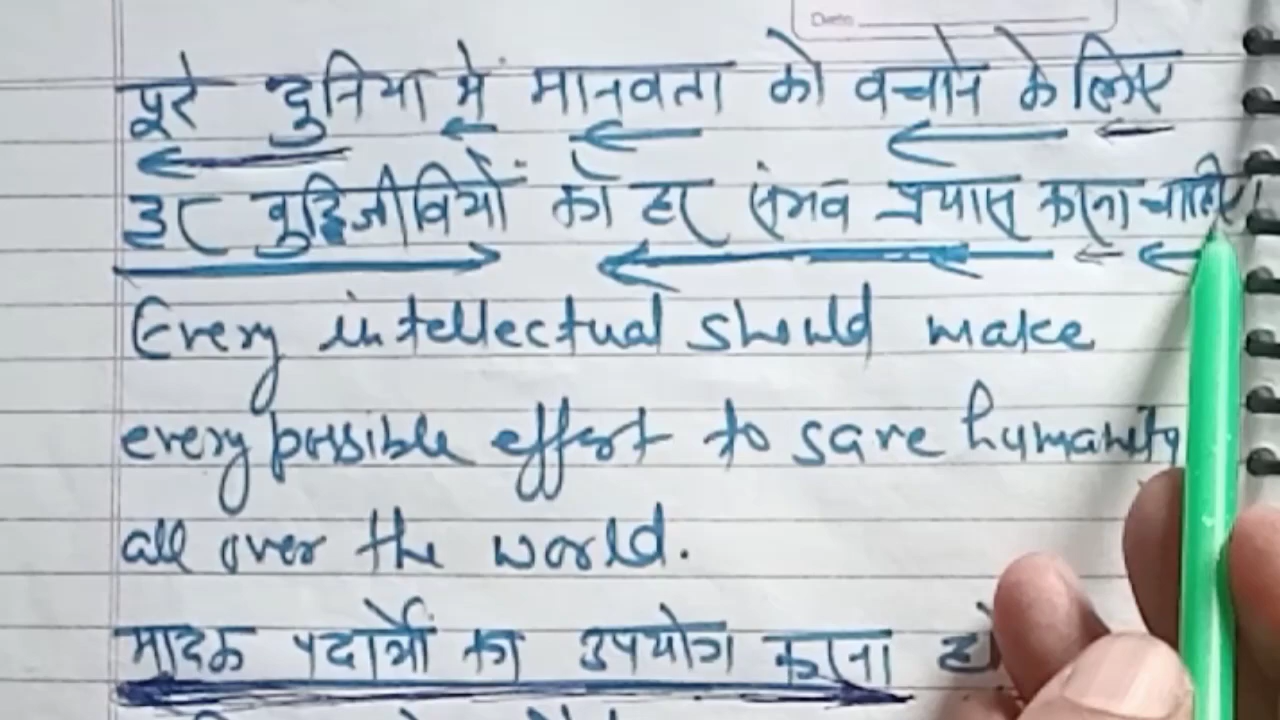 Date
पूरे दुनिया में मानवता को बचाने के लिए
हर बुद्धिजीवियों को हर संभव प्रयास करना चाहिए।
Every intellectual should make
every possible effort to save humanity
all over the world.
मादक पदार्थों का उपयोग करना